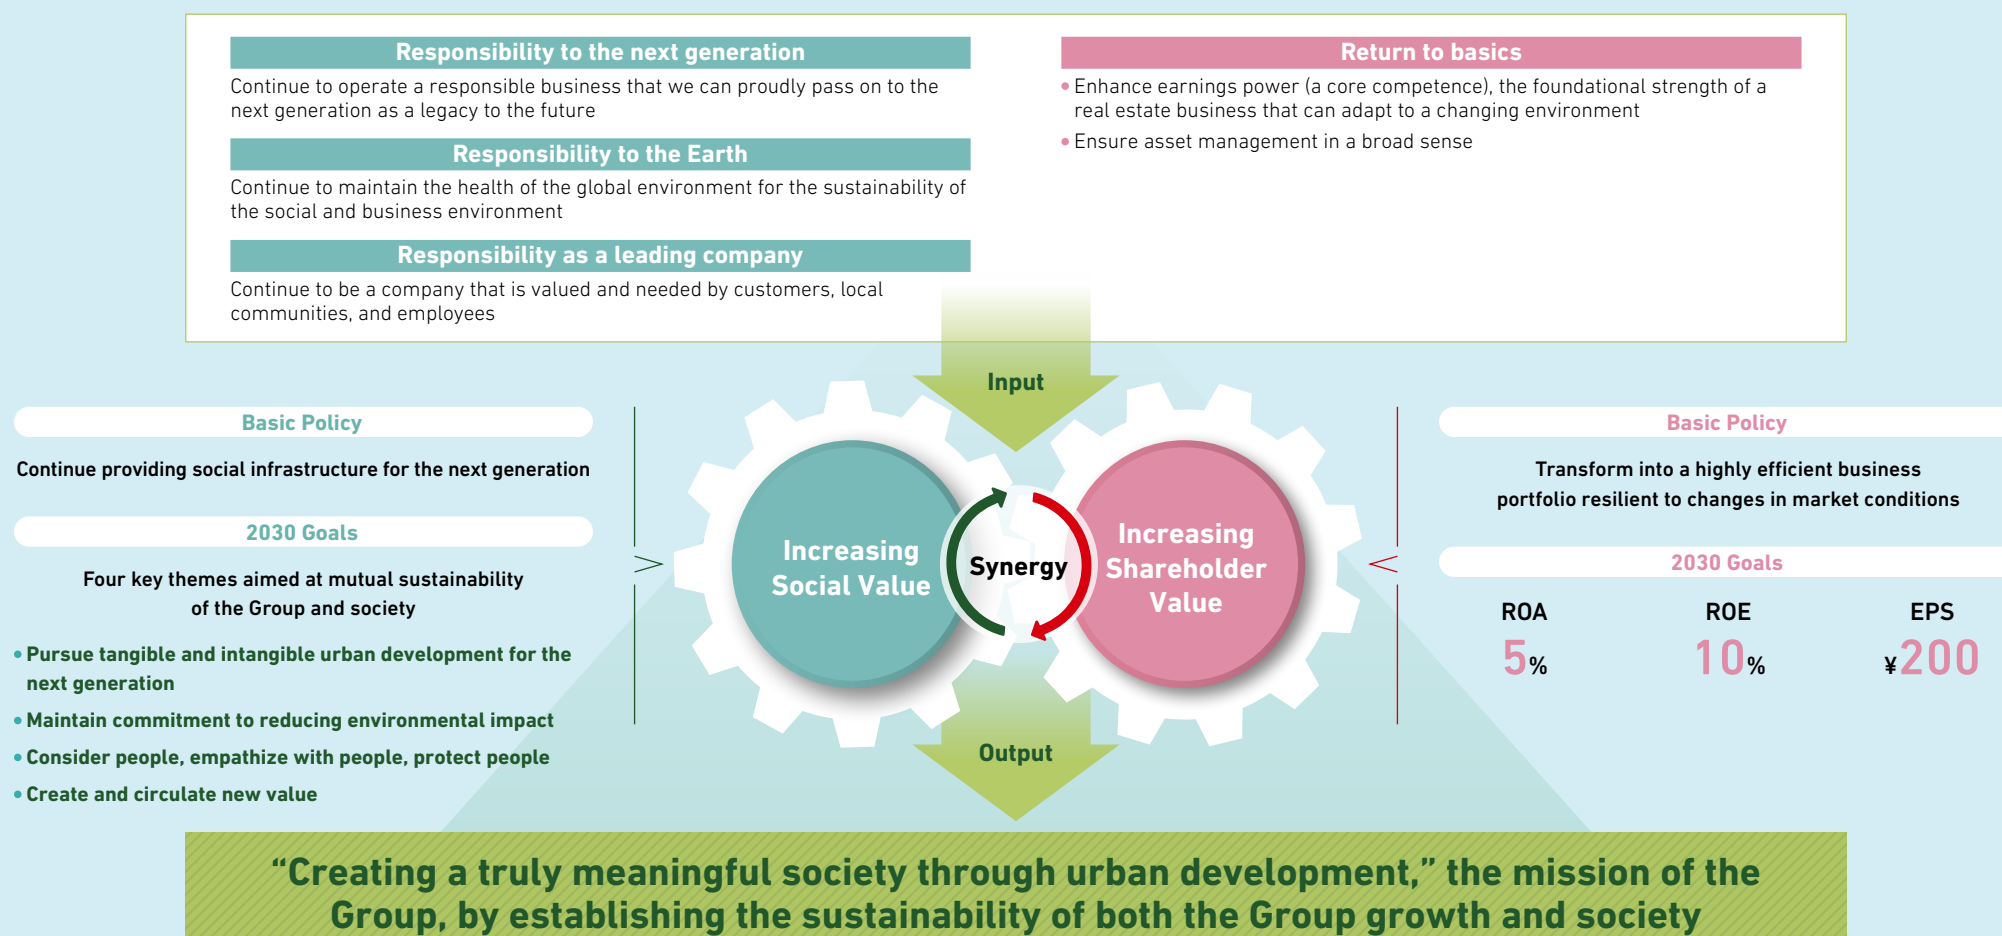 Responsibility to the next generation
Continue to operate a responsible business that we can proudly pass on to the
next generation as a legacy to the future
Responsibility to the Earth
Continue to maintain the health of the global environment for the sustainability of
the social and business environment
Responsibility as a leading company
Continue to be a company that is valued and needed by customers, local
communities, and employees
Return to basics
• Enhance earnings power (a core competence), the foundational strength of a
real estate business that can adapt to a changing environment
• Ensure asset management in a broad sense
Input
Basic Policy
Continue providing social infrastructure for the next generation
2030 Goals
Four key themes aimed at mutual sustainability
of the Group and society
• Pursue tangible and intangible urban development for the
next generation
• Maintain commitment to reducing environmental impact
• Consider people, empathize with people, protect people
• Create and circulate new value
Increasing
Social Value
Synergy
Increasing
Shareholder
Value
Basic Policy
Transform into a highly efficient business
portfolio resilient to changes in market conditions
2030 Goals
ROA ROE EPS
5% 10% ¥200
Output
“Creating a truly meaningful society through urban development,” the mission of the
Group, by establishing the sustainability of both the Group growth and society